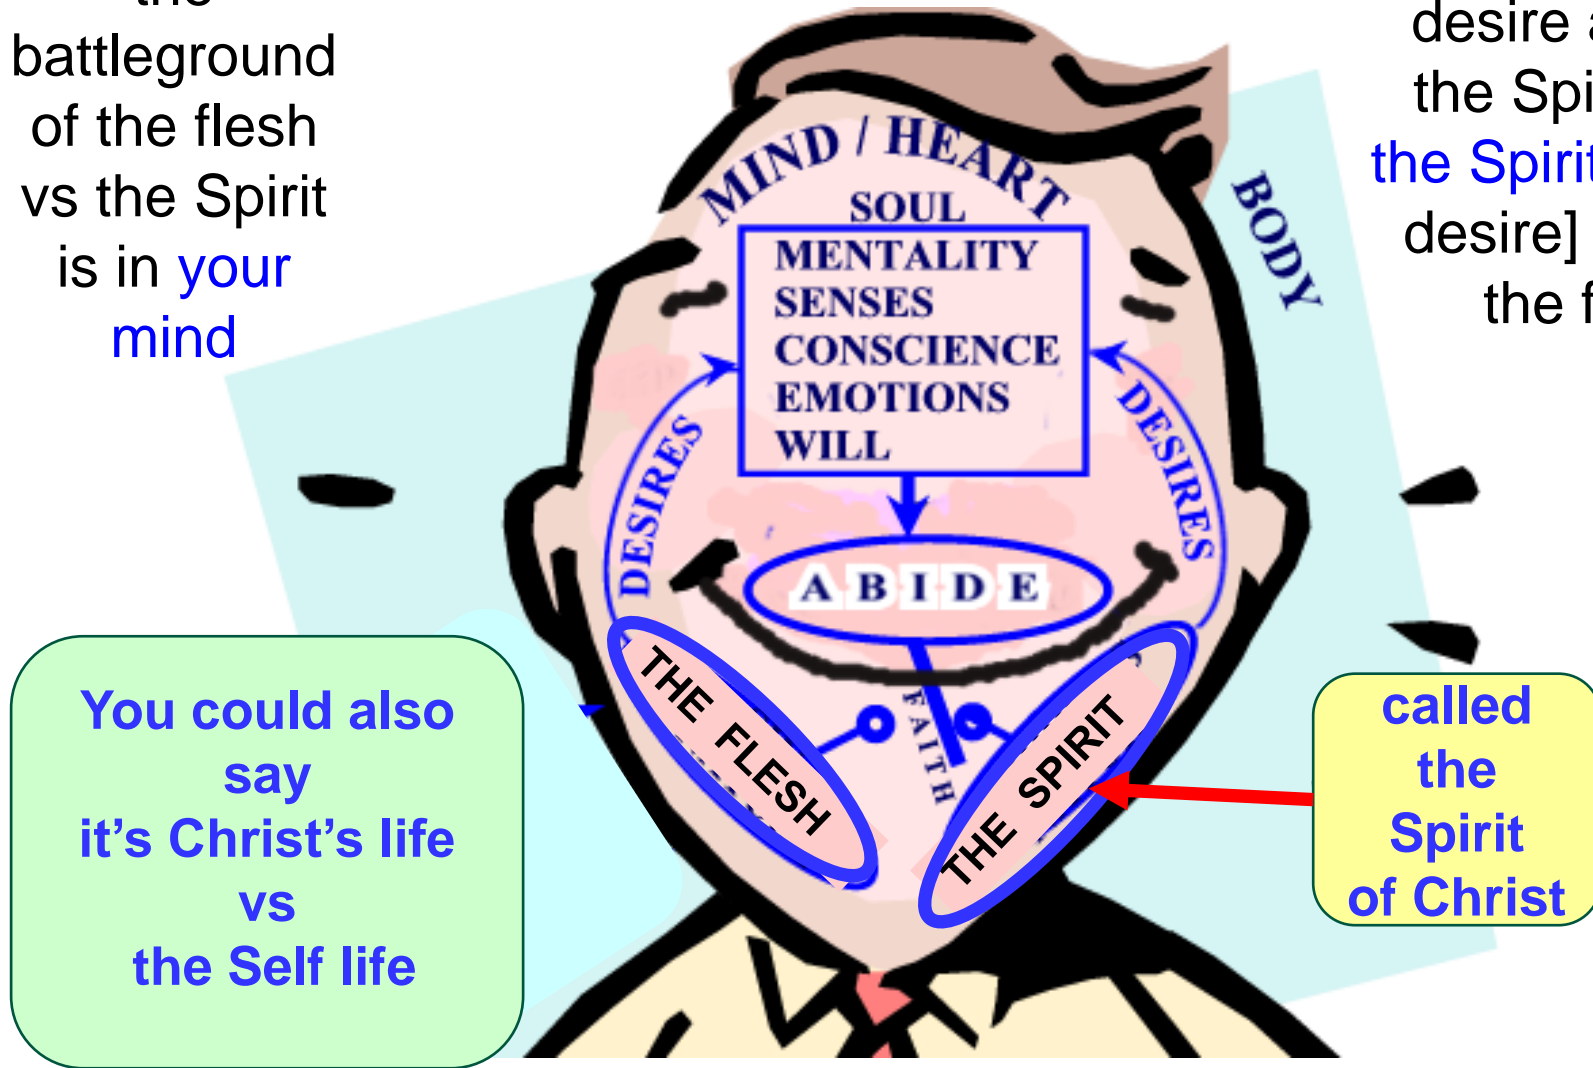 the
battleground
of the flesh
vs the Spirit
is in your
mind
desire
the
the Spirit
desire]
the
MIND / HEART
SOUL
MENTALITY
SENSES
CONSCIENCE
EMOTIONS
WILL
BODY
DESIRES
DESIRES
A B I D E
FAITH
THE FLESH
THE SPIRIT
You could also
say
it's Christ's life
vs
the Self life
called
the
Spirit
of Christ